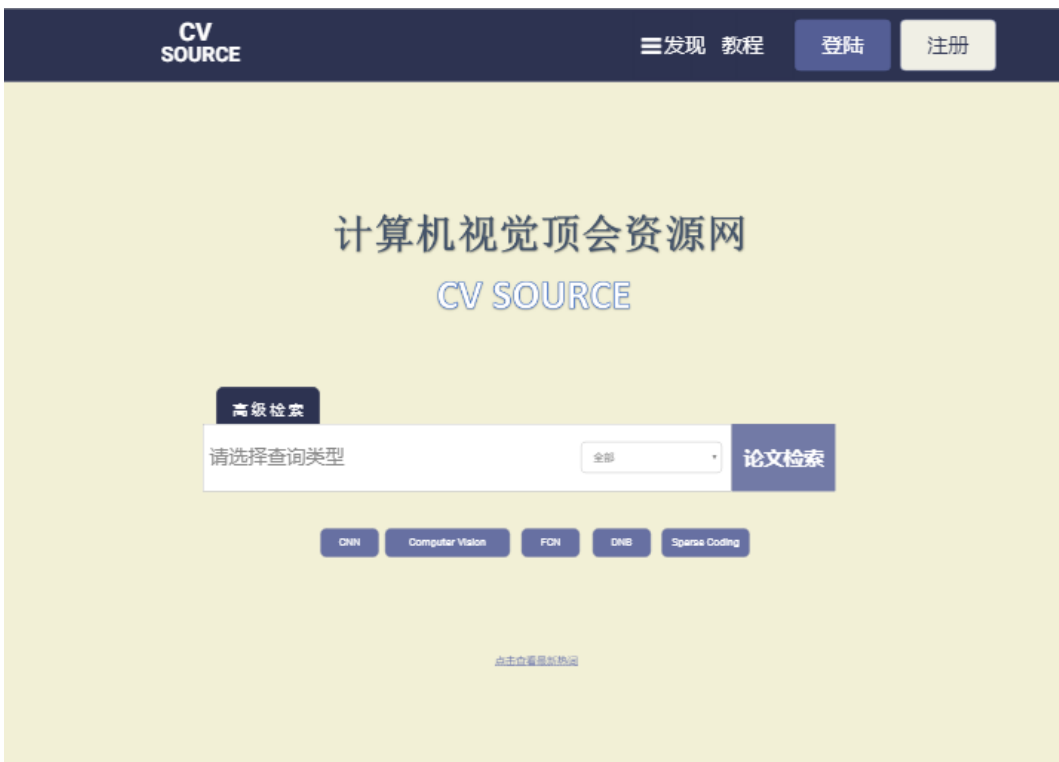 CV
SOURCE
发现 教程 登陆 注册
计算机视觉顶会资源网
CV SOURCE
高级检索
请选择查询类型 全部 论文检索
CNN Computer Vision FCN DNB Sparse Coding
点击查看最新热词